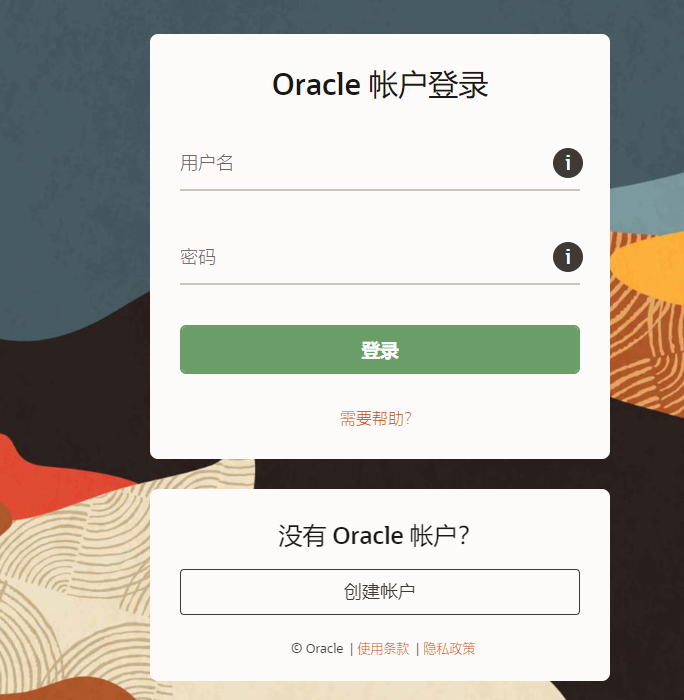 Oracle 帐户登录
用户名
i
密码
i
登录
需要帮助?
没有 Oracle 帐户?
创建帐户
© Oracle | 使用条款 | 隐私政策